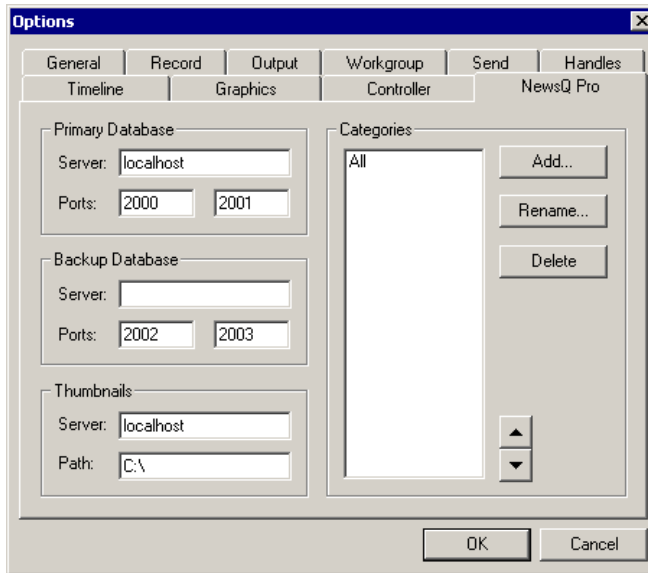 Options
General Record Output Workgroup Send Handles
Timeline Graphics Controller NewsQ Pro
Primary Database
Server: localhost
Ports: 2000 2001
Backup Database
Server:
Ports: 2002 2003
Thumbnails
Server: localhost
Path: C:\
Categories
All
Add...
Rename...
Delete
OK Cancel